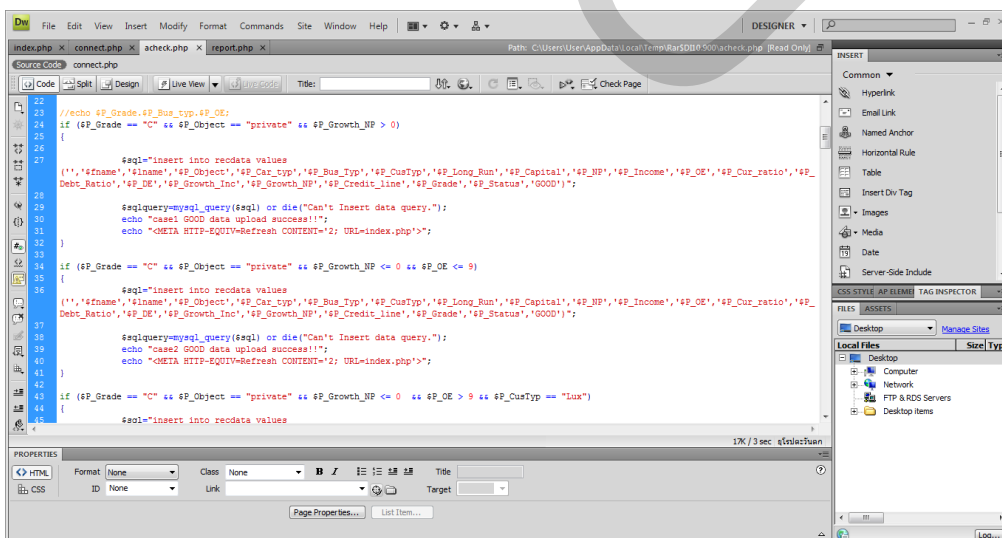 Dw File Edit View Insert Modify Format Commands Site Window Help DESIGNER
index.php × connect.php × acheck.php × report.php × Path: C:\Users\User\AppData\Local\Temp\Rar$DI10.900\acheck.php [Read Only]
Source Code connect.php
Code Split Design Live View Live Code Title: Check Page
22
23 //echo $P_Grade.$P_Bus_typ.$P_OE;
24 if ($P_Grade == "C" && $P_Object == "private" && $P_Growth_NP > 0)
25 {
26
27 $sql="insert into recdata values
('','$fname','$lname','$P_Object','$P_Car_typ','$P_Bus_Typ','$P_CusTyp','$P_Long_Run','$P_Capital','$P_NP','$P_Income','$P_OE','$P_Cur_ratio','$P_
Debt_Ratio','$P_DE','$P_Growth_Inc','$P_Growth_NP','$P_Credit_line','$P_Grade','$P_Status','GOOD')";
28
29 $sqlquery=mysql_query($sql) or die("Can't Insert data query.");
30 echo "case1 GOOD data upload success!!";
31 echo "<META HTTP-EQUIV=Refresh CONTENT='2; URL=index.php'>";
32 }
33
34 if ($P_Grade == "C" && $P_Object == "private" && $P_Growth_NP <= 0 && $P_OE <= 9)
35 {
36 $sql="insert into recdata values
('','$fname','$lname','$P_Object','$P_Car_typ','$P_Bus_Typ','$P_CusTyp','$P_Long_Run','$P_Capital','$P_NP','$P_Income','$P_OE','$P_Cur_ratio','$P_
Debt_Ratio','$P_DE','$P_Growth_Inc','$P_Growth_NP','$P_Credit_line','$P_Grade','$P_Status','GOOD')";
37
38 $sqlquery=mysql_query($sql) or die("Can't Insert data query.");
39 echo "case2 GOOD data upload success!!";
40 echo "<META HTTP-EQUIV=Refresh CONTENT='2; URL=index.php'>";
41 }
42
43 if ($P_Grade == "C" && $P_Object == "private" && $P_Growth_NP <= 0 && $P_OE > 9 && $P_CusTyp == "Lux")
44 {
45 $sql="insert into recdata values
17K / 3 sec ยุโรปตะวันตก
PROPERTIES
HTML Format None Class None B I Title
CSS ID None Link Target
Page Properties... List Item...
INSERT
Common
Hyperlink
Email Link
Named Anchor
Horizontal Rule
Table
Insert Div Tag
Images
Media
Date
Server-Side Include
CSS STYLE AP ELEMEI TAG INSPECTOR
FILES ASSETS
Desktop Manage Sites
Local Files Size Typ
Desktop
Computer
Network
FTP & RDS Servers
Desktop items
Log...